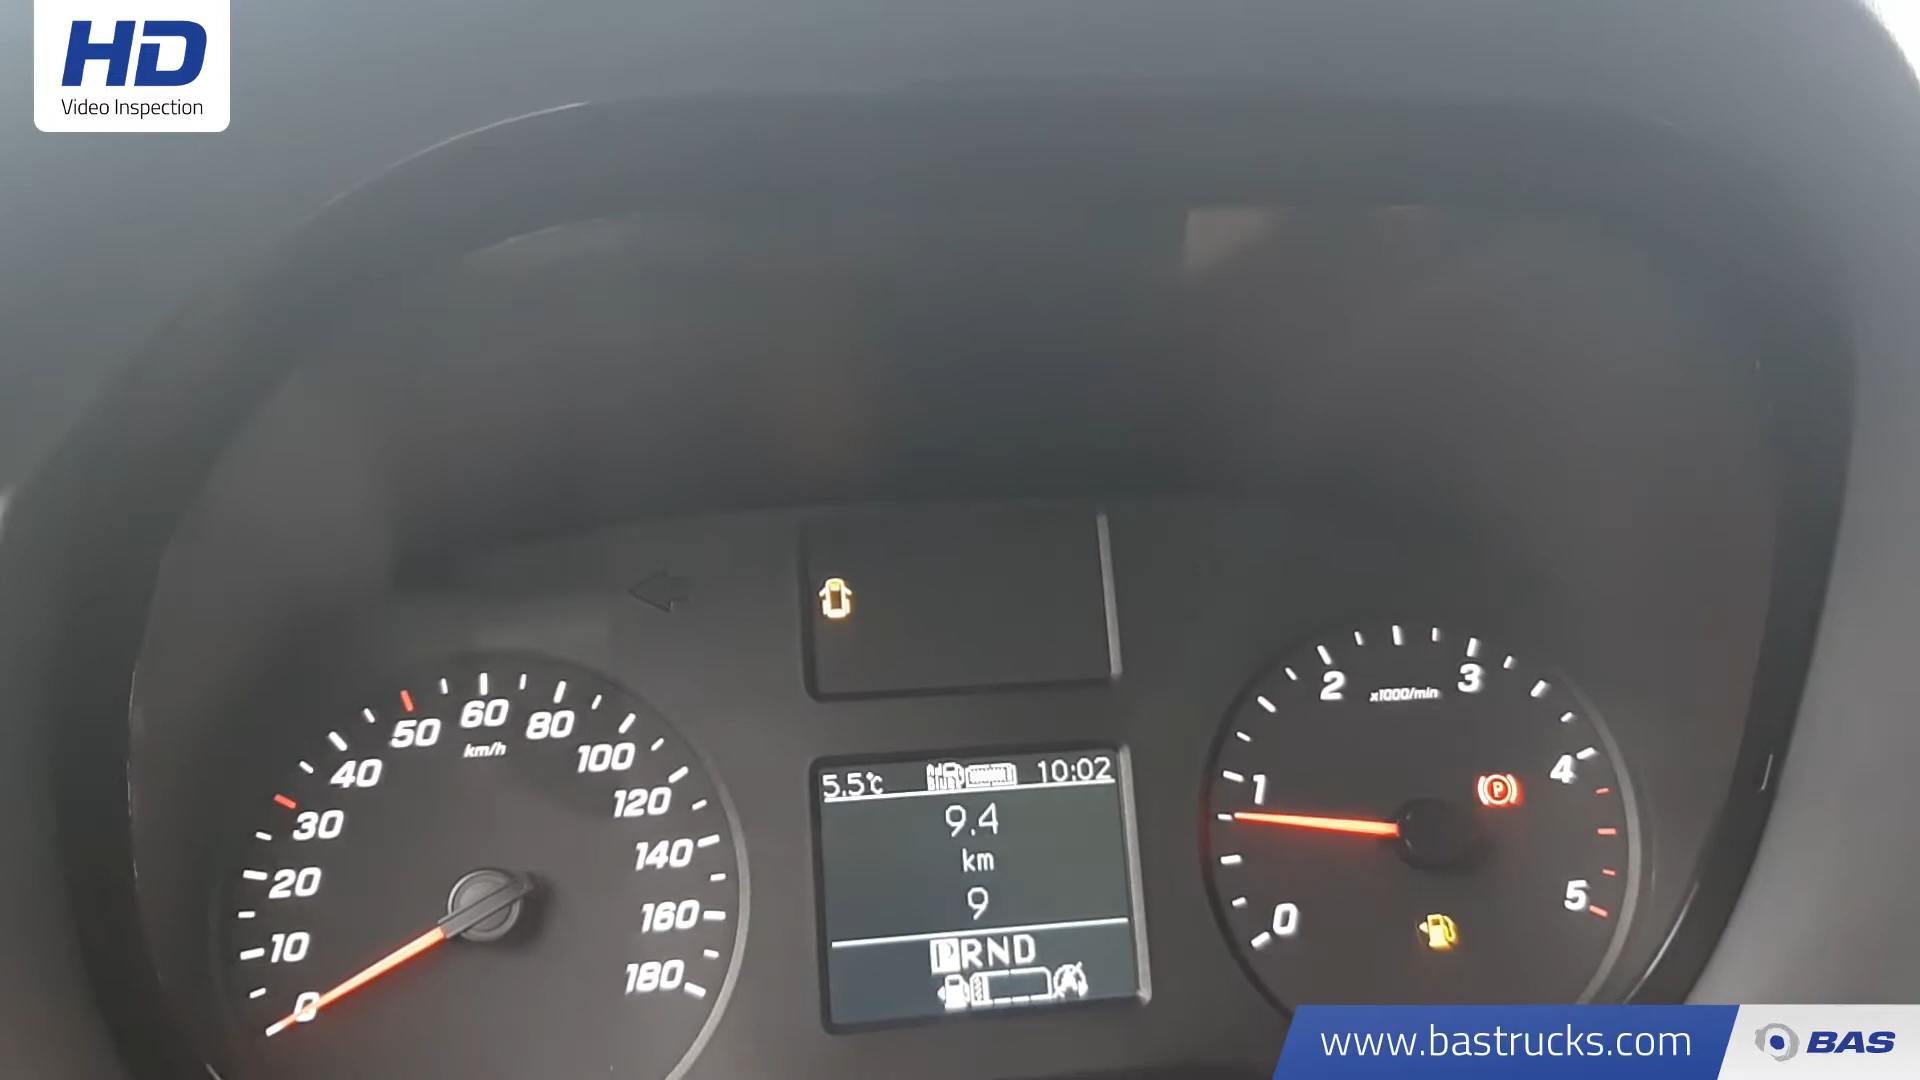 HD
Video Inspection
50
60
80
km/h
40
100
30
120
20
140
10
160
0
180
5.5°C
AdBlue
10:02
9.4
km
9
PRND
A
2
x1000/min
3
1
4
P
0
5
www.bastrucks.com
BAS